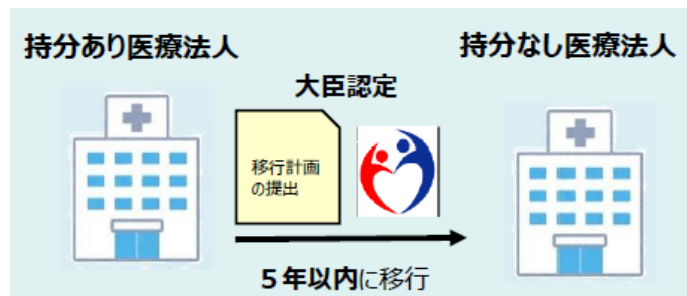 持分あり医療法人
持分なし医療法人
大臣認定
移行計画
の提出
５年以内に移行